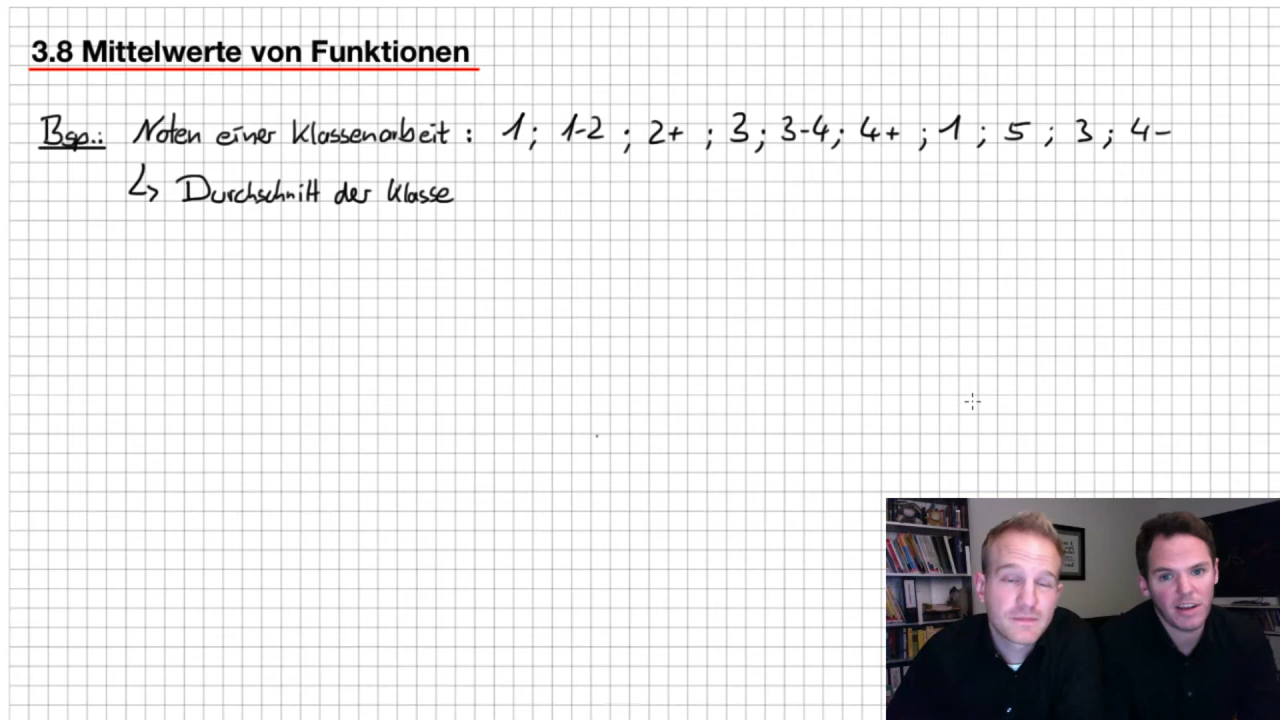 3.8 Mittelwerte von Funktionen
Bsp.: Noten einer Klassenarbeit : 1 ; 1-2 ; 2+ ; 3 ; 3-4 ; 4+ ; 1 ; 5 ; 3 ; 4-
↳ Durchschnitt der Klasse